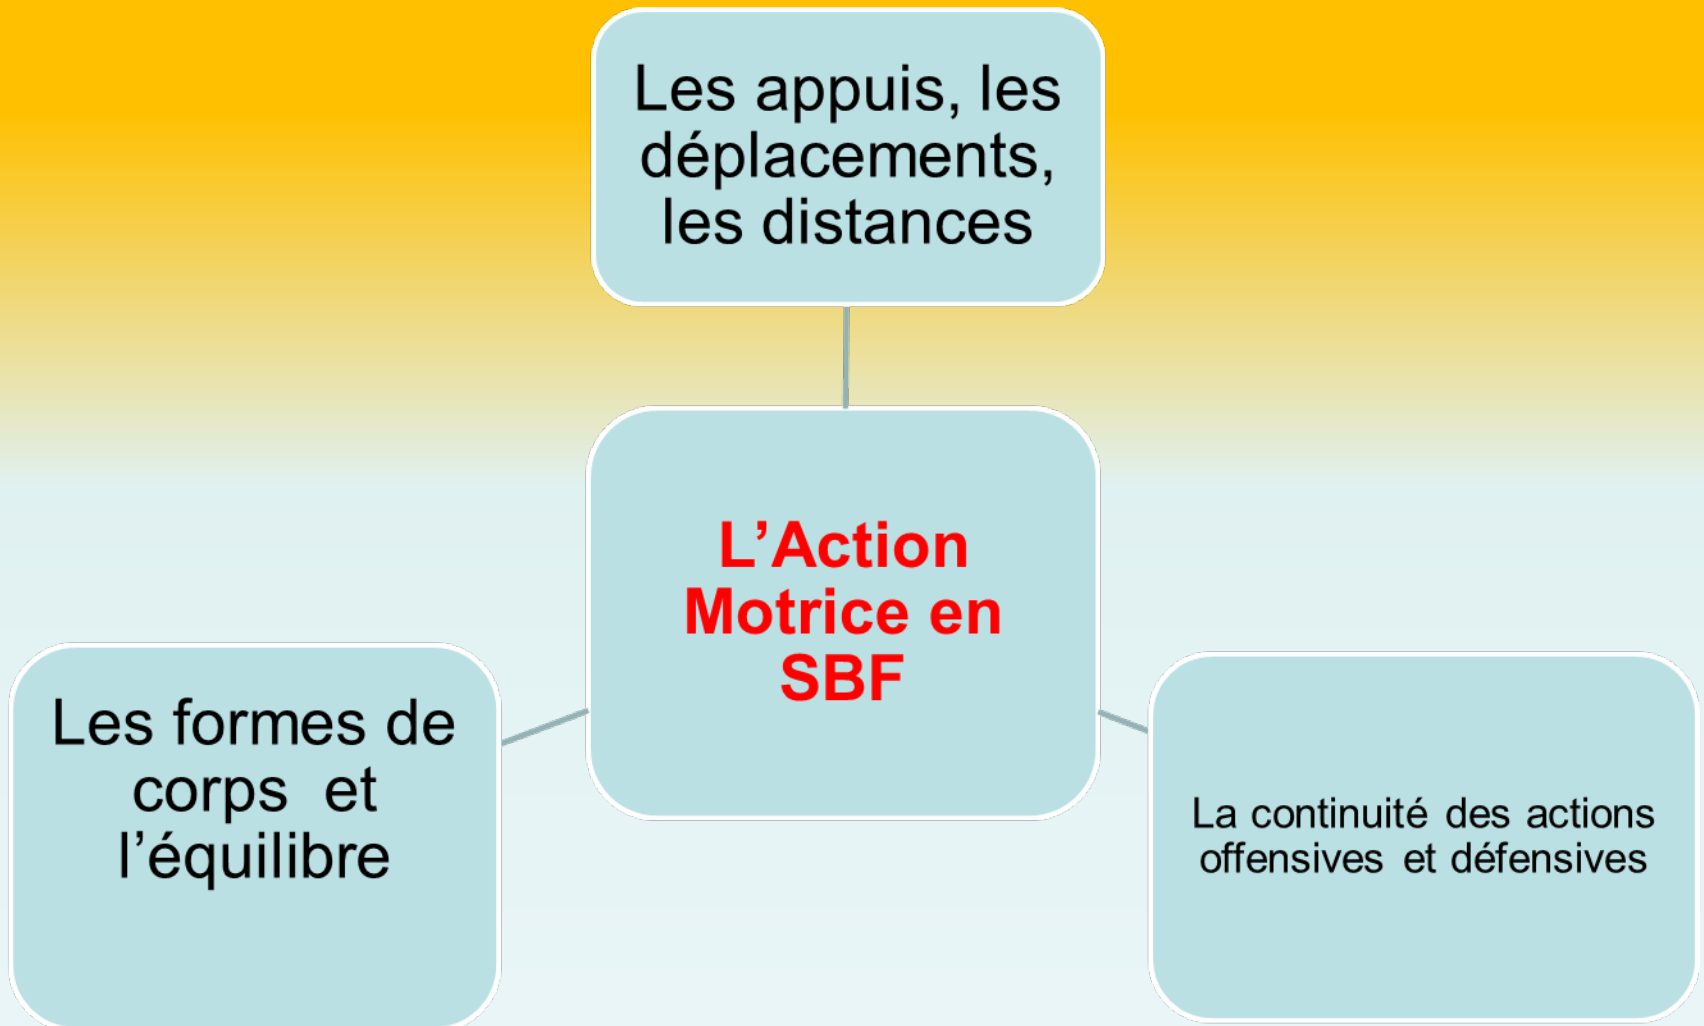 Les appuis, les
déplacements,
les distances
L’Action
Motrice en
SBF
Les formes de
corps et
l’équilibre
La continuité des actions
offensives et défensives